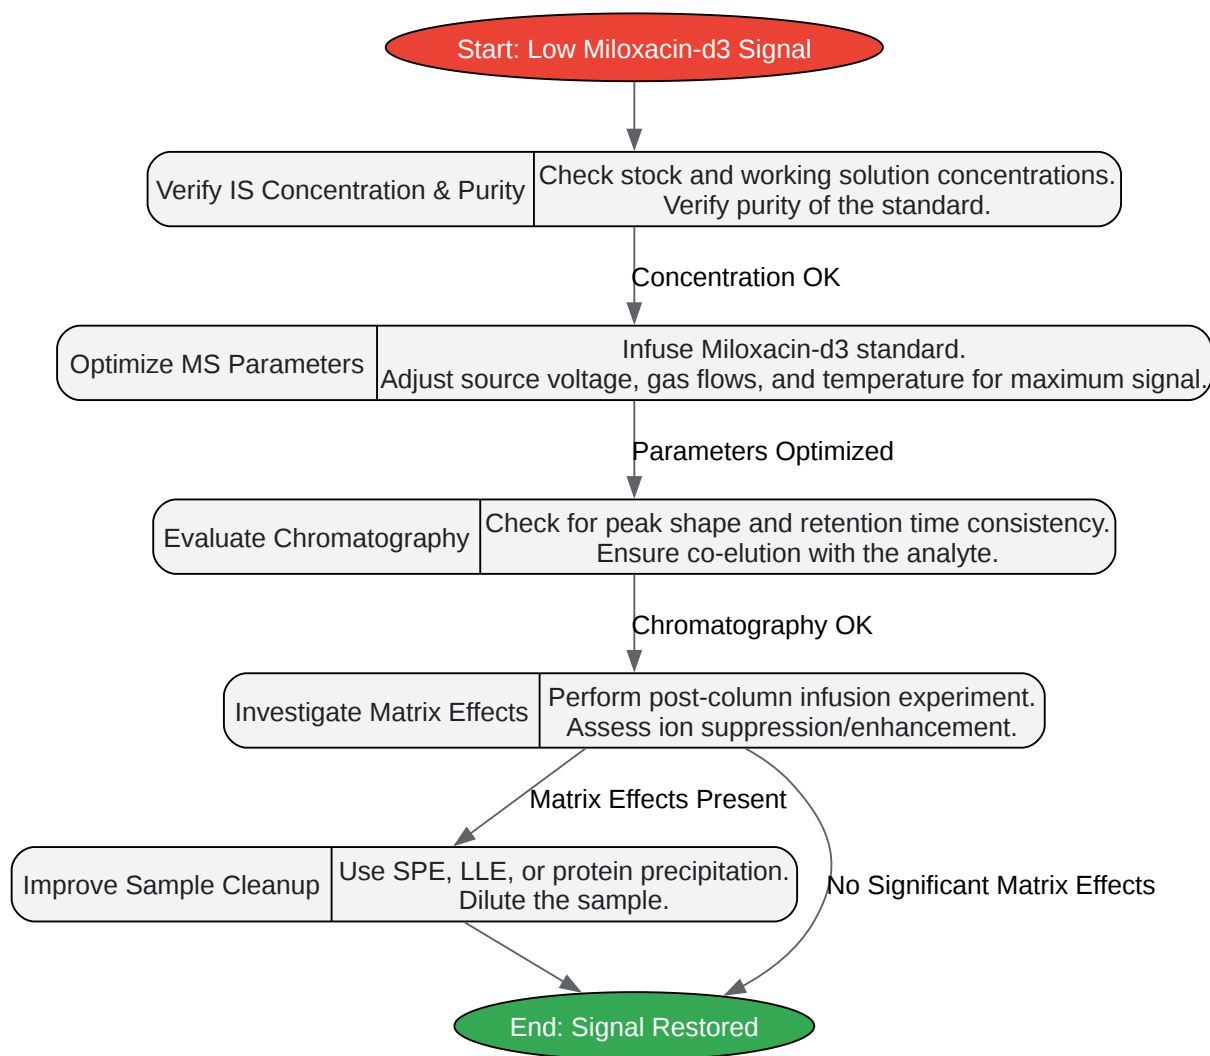 Start: Low Miloxacin-d3 Signal
Verify IS Concentration & Purity
Check stock and working solution concentrations.
Verify purity of the standard.
Concentration OK
Optimize MS Parameters
Infuse Miloxacin-d3 standard.
Adjust source voltage, gas flows, and temperature for maximum signal.
Parameters Optimized
Evaluate Chromatography
Check for peak shape and retention time consistency.
Ensure co-elution with the analyte.
Chromatography OK
Investigate Matrix Effects
Perform post-column infusion experiment.
Assess ion suppression/enhancement.
Matrix Effects Present
Improve Sample Cleanup
Use SPE, LLE, or protein precipitation.
Dilute the sample.
No Significant Matrix Effects
End: Signal Restored